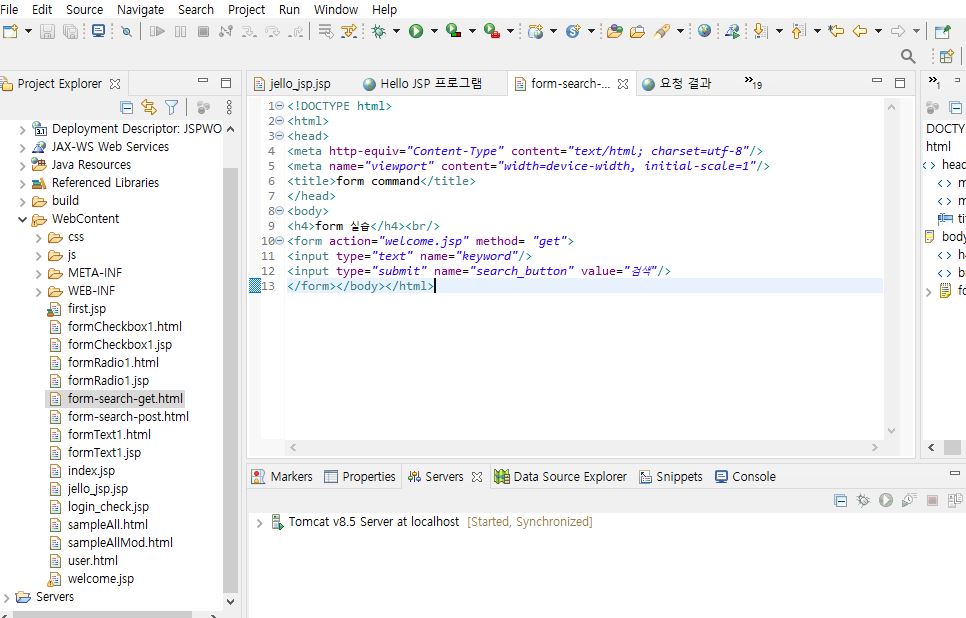 File Edit Source Navigate Search Project Run Window Help
Project Explorer
Deployment Descriptor: JSPWO
JAX-WS Web Services
Java Resources
Referenced Libraries
build
WebContent
css
js
META-INF
WEB-INF
first.jsp
formCheckbox1.html
formCheckbox1.jsp
formRadio1.html
formRadio1.jsp
form-search-get.html
form-search-post.html
formText1.html
formText1.jsp
index.jsp
jello_jsp.jsp
login_check.jsp
sampleAll.html
sampleAllMod.html
user.html
welcome.jsp
Servers
jello_jsp.jsp Hello JSP 프로그램 form-search-... 요청 결과 »19
1 <!DOCTYPE html>
2 <html>
3 <head>
4 <meta http-equiv="Content-Type" content="text/html; charset=utf-8"/>
5 <meta name="viewport" content="width=device-width, initial-scale=1"/>
6 <title>form command</title>
7 </head>
8 <body>
9 <h4>form 실습</h4><br/>
10 <form action="welcome.jsp" method= "get">
11 <input type="text" name="keyword"/>
12 <input type="submit" name="search_button" value="검색"/>
13 </form></body></html>
»1
DOCTY
html
head
m
m
tit
body
h4
br
fo
Markers Properties Servers Data Source Explorer Snippets Console
Tomcat v8.5 Server at localhost [Started, Synchronized]